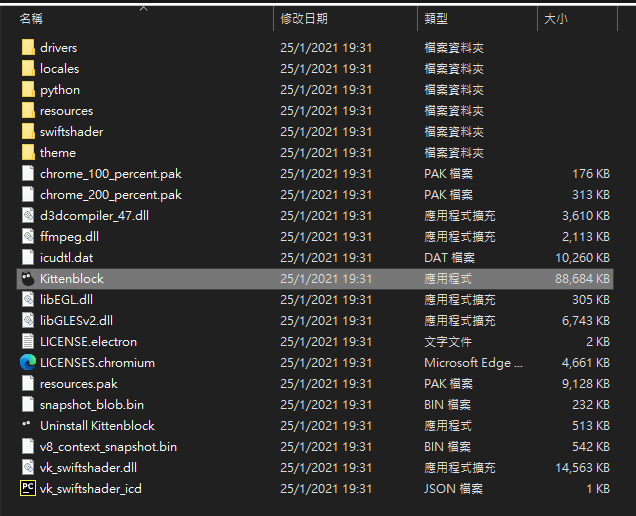 名稱 修改日期 類型 大小
drivers 25/1/2021 19:31 檔案資料夾
locales 25/1/2021 19:31 檔案資料夾
python 25/1/2021 19:31 檔案資料夾
resources 25/1/2021 19:31 檔案資料夾
swiftshader 25/1/2021 19:31 檔案資料夾
theme 25/1/2021 19:31 檔案資料夾
chrome_100_percent.pak 25/1/2021 19:31 PAK 檔案 176 KB
chrome_200_percent.pak 25/1/2021 19:31 PAK 檔案 313 KB
d3dcompiler_47.dll 25/1/2021 19:31 應用程式擴充 3,610 KB
ffmpeg.dll 25/1/2021 19:31 應用程式擴充 2,113 KB
icudtl.dat 25/1/2021 19:31 DAT 檔案 10,260 KB
Kittenblock 25/1/2021 19:31 應用程式 88,684 KB
libEGL.dll 25/1/2021 19:31 應用程式擴充 305 KB
libGLESv2.dll 25/1/2021 19:31 應用程式擴充 6,743 KB
LICENSE.electron 25/1/2021 19:31 文字文件 2 KB
LICENSES.chromium 25/1/2021 19:31 Microsoft Edge ... 4,661 KB
resources.pak 25/1/2021 19:31 PAK 檔案 9,128 KB
snapshot_blob.bin 25/1/2021 19:31 BIN 檔案 232 KB
Uninstall Kittenblock 25/1/2021 19:31 應用程式 513 KB
v8_context_snapshot.bin 25/1/2021 19:31 BIN 檔案 542 KB
vk_swiftshader.dll 25/1/2021 19:31 應用程式擴充 14,563 KB
PC vk_swiftshader_icd 25/1/2021 19:31 JSON 檔案 1 KB